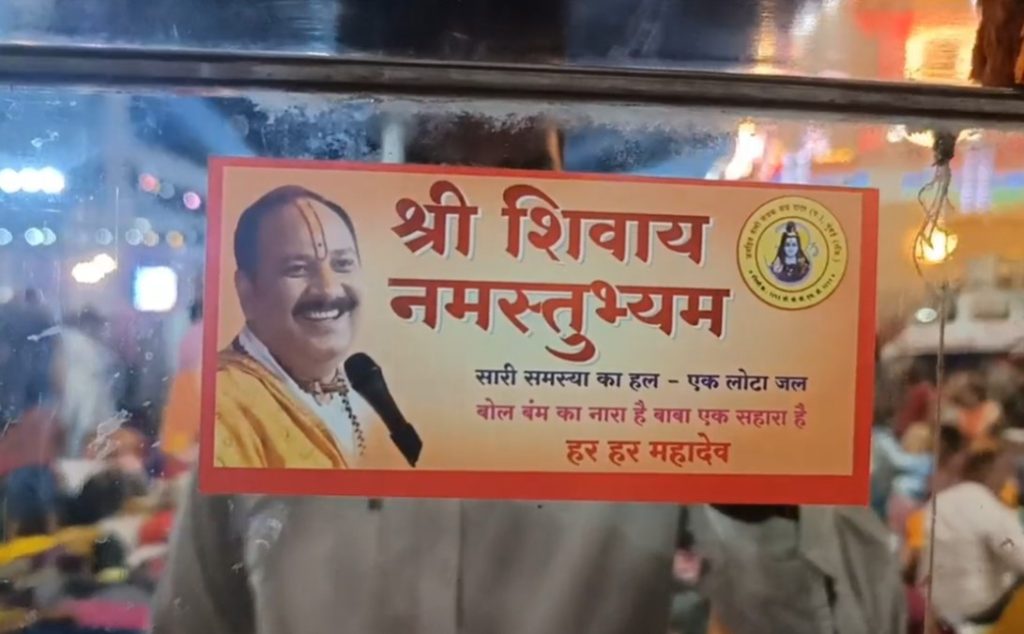 श्री शिवाय
नमस्तुभ्यम
सारी समस्या का हल - एक लोटा जल
बोल बंम का नारा है बाबा एक सहारा है
हर हर महादेव